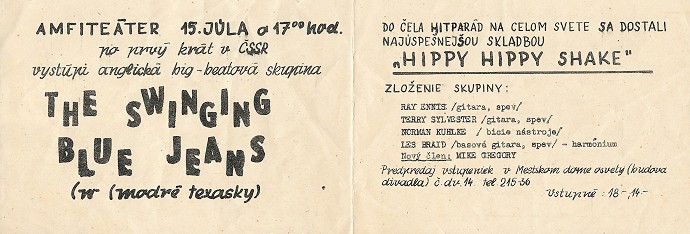 AMFITEÁTER 15. JÚLA o 17⁰⁰ hod.
po prvý krát v ČSSR
vystúpi anglická big-beatová skupina
THE SWINGING
BLUE JEANS
(w (modré texasky)
DO ČELA HITPARÁD NA CELOM SVETE SA DOSTALI
NAJÚSPEŠNEJŠOU SKLADBOU
„HIPPY HIPPY SHAKE"
ZLOŽENIE SKUPINY:
RAY ENNIS /gitara, spev/
TERRY SYLVESTER /gitara, spev/
NORMAN KUHLKE / bicie nástroje/
LES BRAID /basová gitara, spev/ - harmónium
Nový člen: MIKE GREGORY
Predpredaj vstupeniek v Mestskom dome osvety (budova
divadla) č. dv. 14 tel 215-36
Vstupné: 18,-14,-